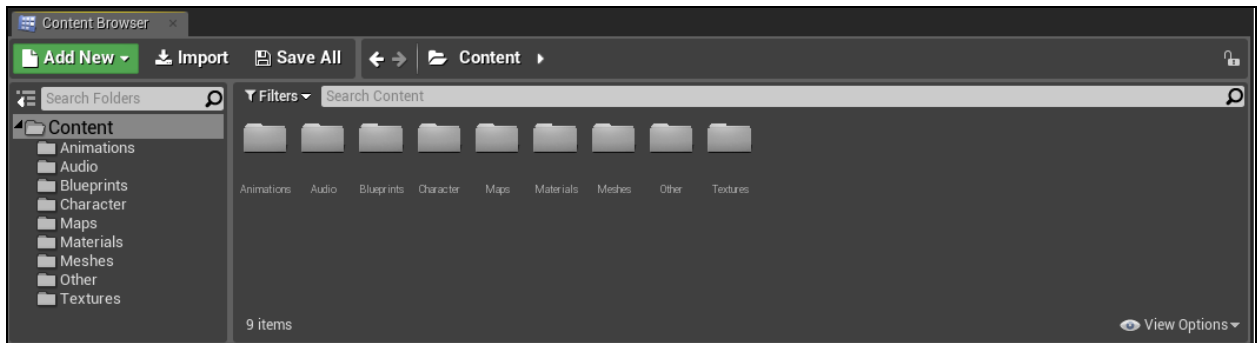 Content Browser
Add New Import Save All Content
Search Folders
Filters Search Content
Content
Animations
Audio
Blueprints
Character
Maps
Materials
Meshes
Other
Textures
Animations Audio Blueprints Character Maps Materials Meshes Other Textures
9 items
View Options